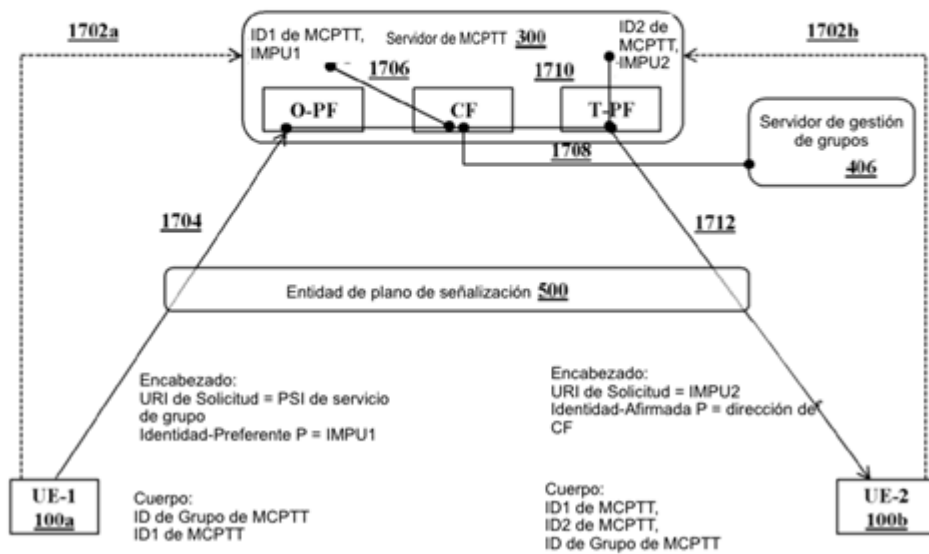 1702a
1702b
ID1 de MCPTT,
IMPU1
Servidor de MCPTT 300
ID2 de
MCPTT,
IMPU2
1706
1710
O-PF
CF
T-PF
1708
Servidor de gestión
de grupos
406
1704
1712
Entidad de plano de señalización 500
Encabezado:
URI de Solicitud = PSI de servicio
de grupo
Identidad-Preferente P = IMPU1
Encabezado:
URI de Solicitud = IMPU2
Identidad-Afirmada P = dirección de
CF
UE-1
100a
Cuerpo:
ID de Grupo de MCPTT
ID1 de MCPTT
Cuerpo:
ID1 de MCPTT,
ID2 de MCPTT,
ID de Grupo de MCPTT
UE-2
100b